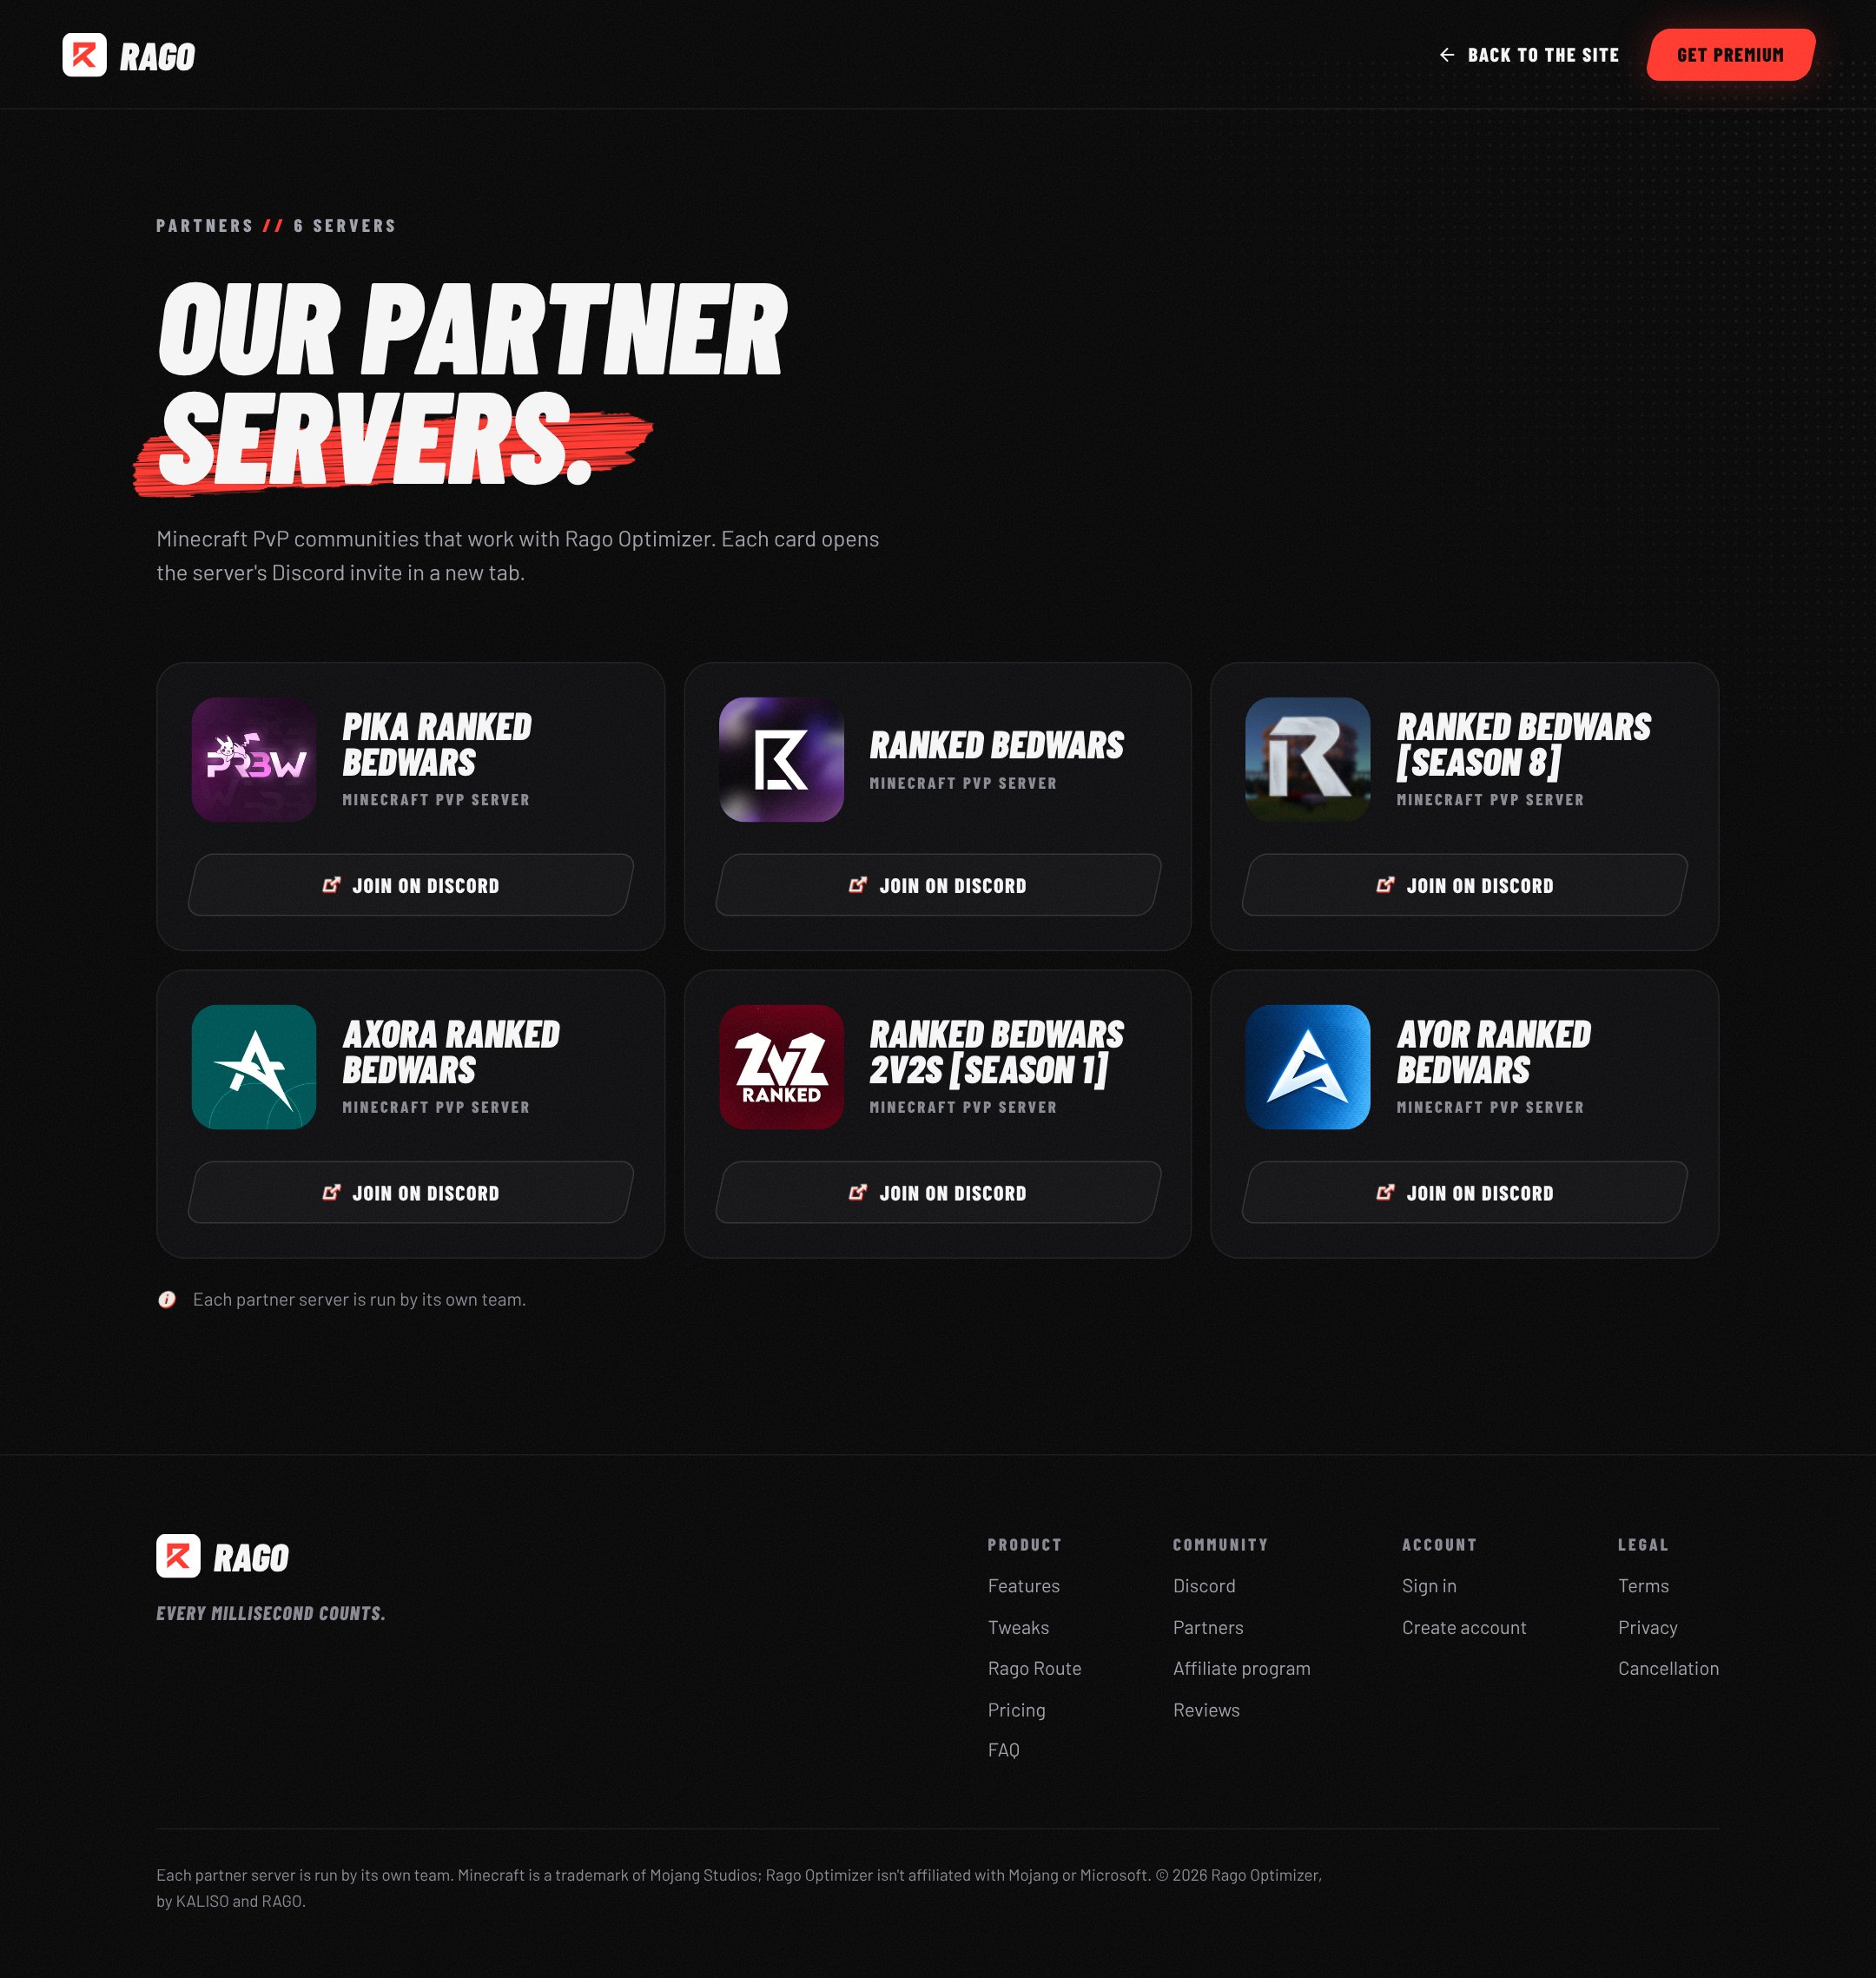 RAGO
BACK TO THE SITE
GET PREMIUM
PARTNERS // 6 SERVERS
OUR PARTNER
SERVERS.
Minecraft PvP communities that work with Rago Optimizer. Each card opens
the server's Discord invite in a new tab.
PRBW
PIKA RANKED
BEDWARS
MINECRAFT PVP SERVER
JOIN ON DISCORD
RANKED BEDWARS
MINECRAFT PVP SERVER
JOIN ON DISCORD
R
RANKED BEDWARS
[SEASON 8]
MINECRAFT PVP SERVER
JOIN ON DISCORD
AXORA RANKED
BEDWARS
MINECRAFT PVP SERVER
JOIN ON DISCORD
2V2
RANKED
RANKED BEDWARS
2V2S [SEASON 1]
MINECRAFT PVP SERVER
JOIN ON DISCORD
AYOR RANKED
BEDWARS
MINECRAFT PVP SERVER
JOIN ON DISCORD
Each partner server is run by its own team.
RAGO
EVERY MILLISECOND COUNTS.
PRODUCT
Features
Tweaks
Rago Route
Pricing
FAQ
COMMUNITY
Discord
Partners
Affiliate program
Reviews
ACCOUNT
Sign in
Create account
LEGAL
Terms
Privacy
Cancellation
Each partner server is run by its own team. Minecraft is a trademark of Mojang Studios; Rago Optimizer isn't affiliated with Mojang or Microsoft. © 2026 Rago Optimizer,
by KALISO and RAGO.